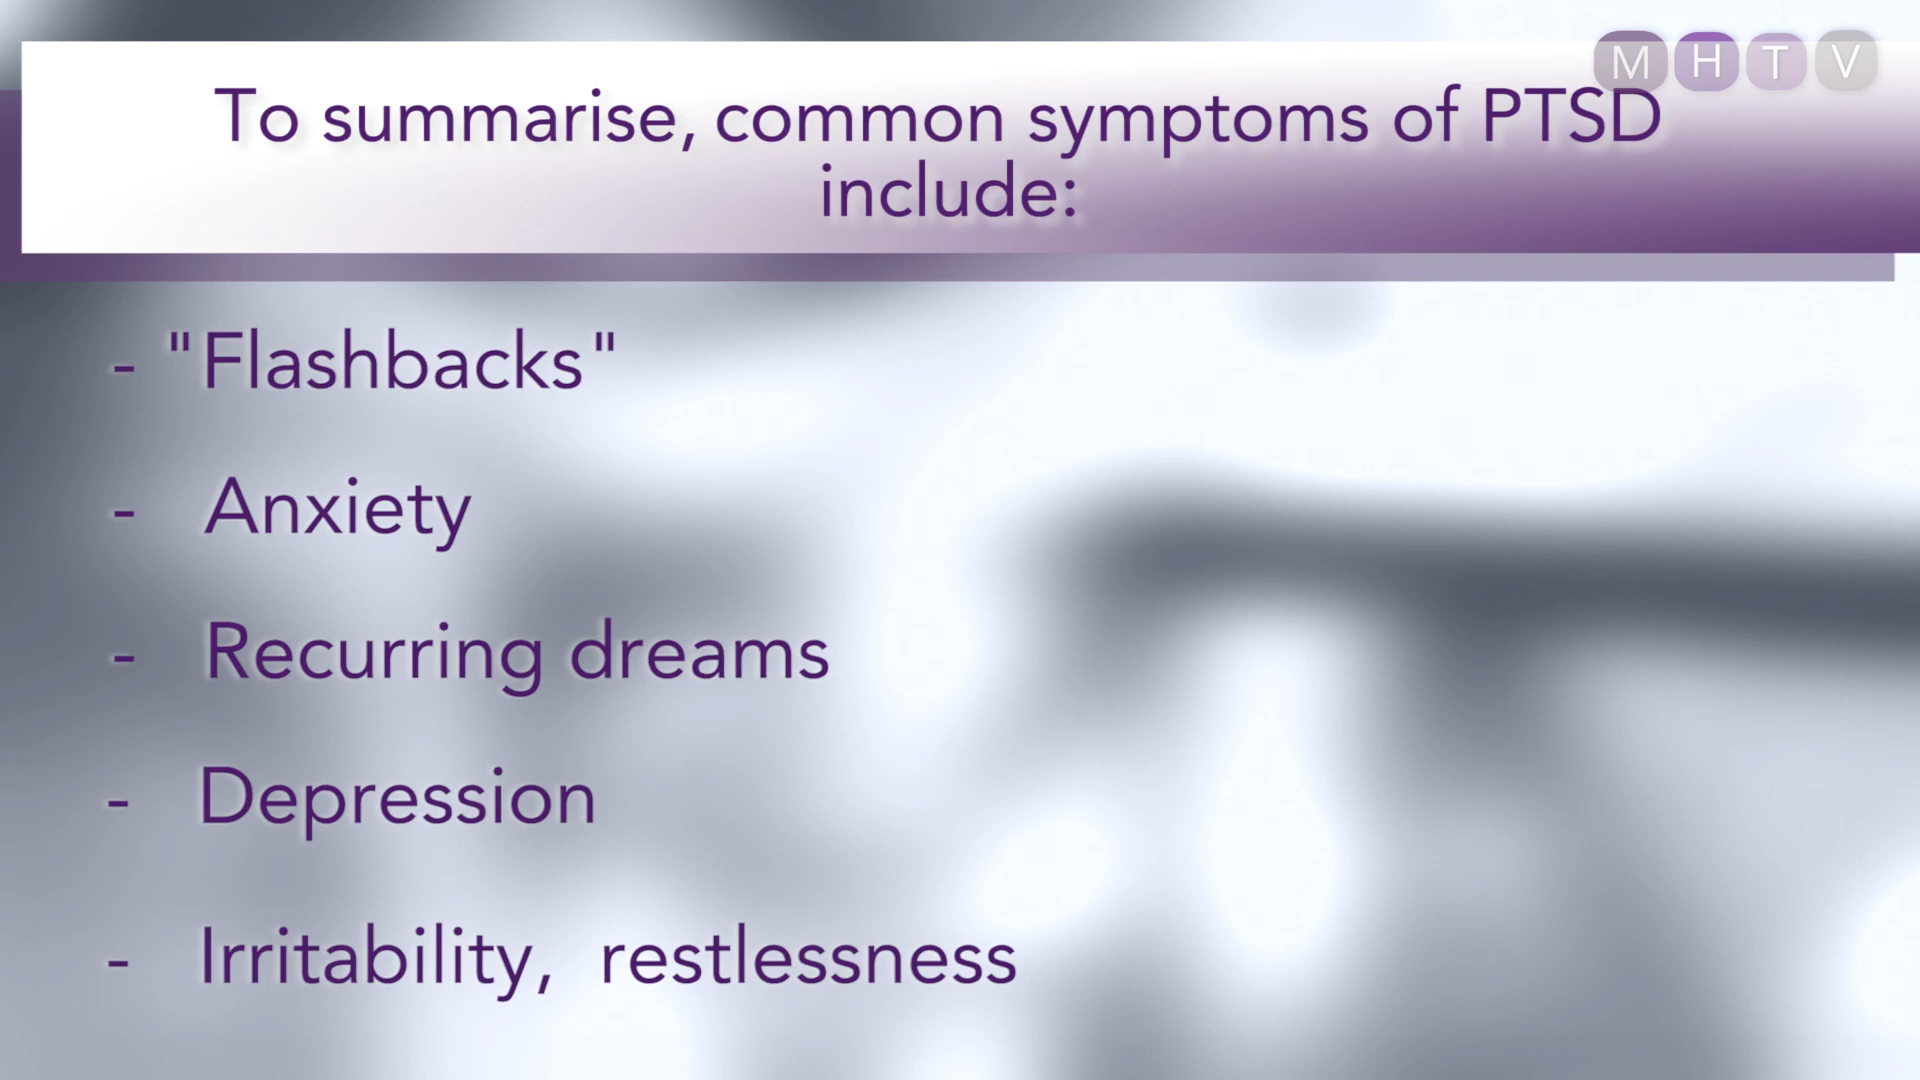 M H T V
To summarise, common symptoms of PTSD
include:
- "Flashbacks"
- Anxiety
- Recurring dreams
- Depression
- Irritability, restlessness